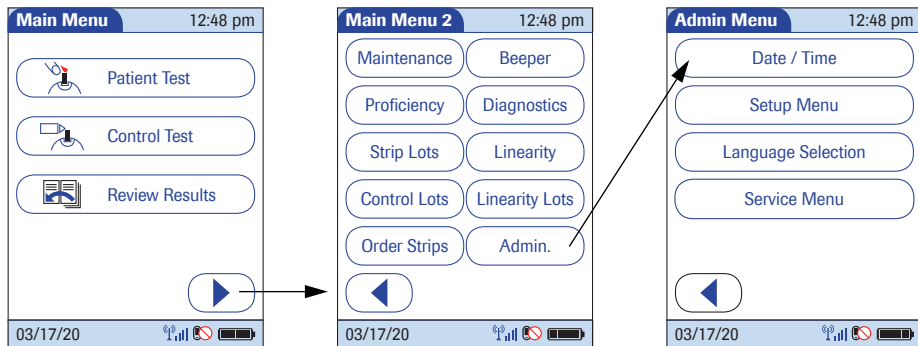 Main Menu 12:48 pm
Patient Test
Control Test
Review Results
03/17/20
Main Menu 2 12:48 pm
Maintenance Beeper
Proficiency Diagnostics
Strip Lots Linearity
Control Lots Linearity Lots
Order Strips Admin.
03/17/20
Admin Menu 12:48 pm
Date / Time
Setup Menu
Language Selection
Service Menu
03/17/20